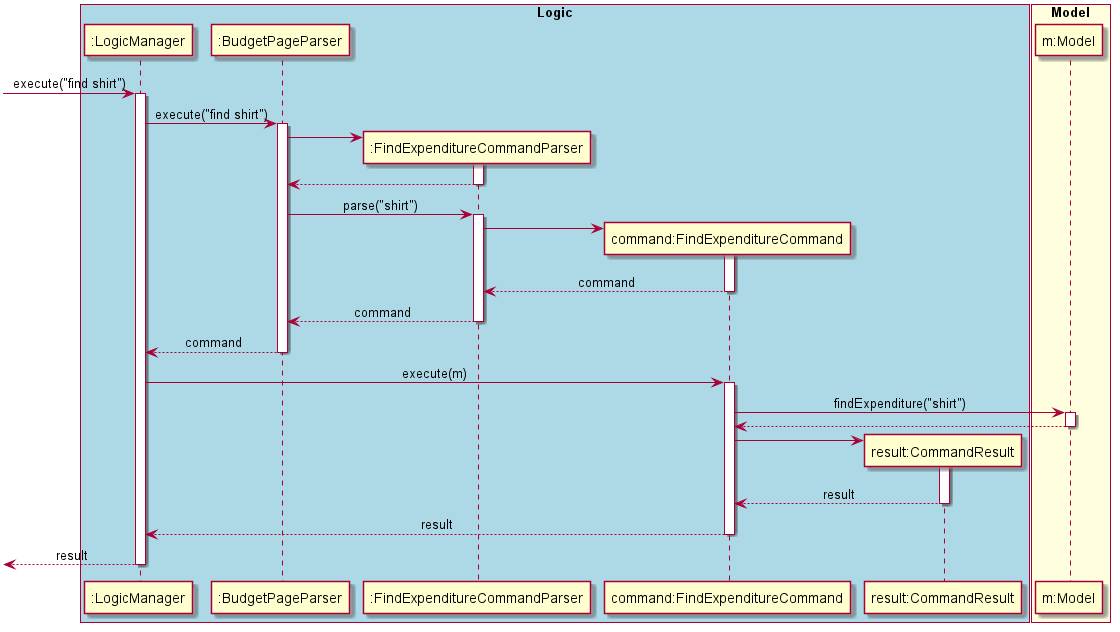 Logic
Model
:LogicManager
:BudgetPageParser
m:Model
execute("find shirt")
execute("find shirt")
:FindExpenditureCommandParser
parse("shirt")
command:FindExpenditureCommand
command
command
command
execute(m)
findExpenditure("shirt")
result:CommandResult
result
result
result
:LogicManager
:BudgetPageParser
:FindExpenditureCommandParser
command:FindExpenditureCommand
result:CommandResult
m:Model